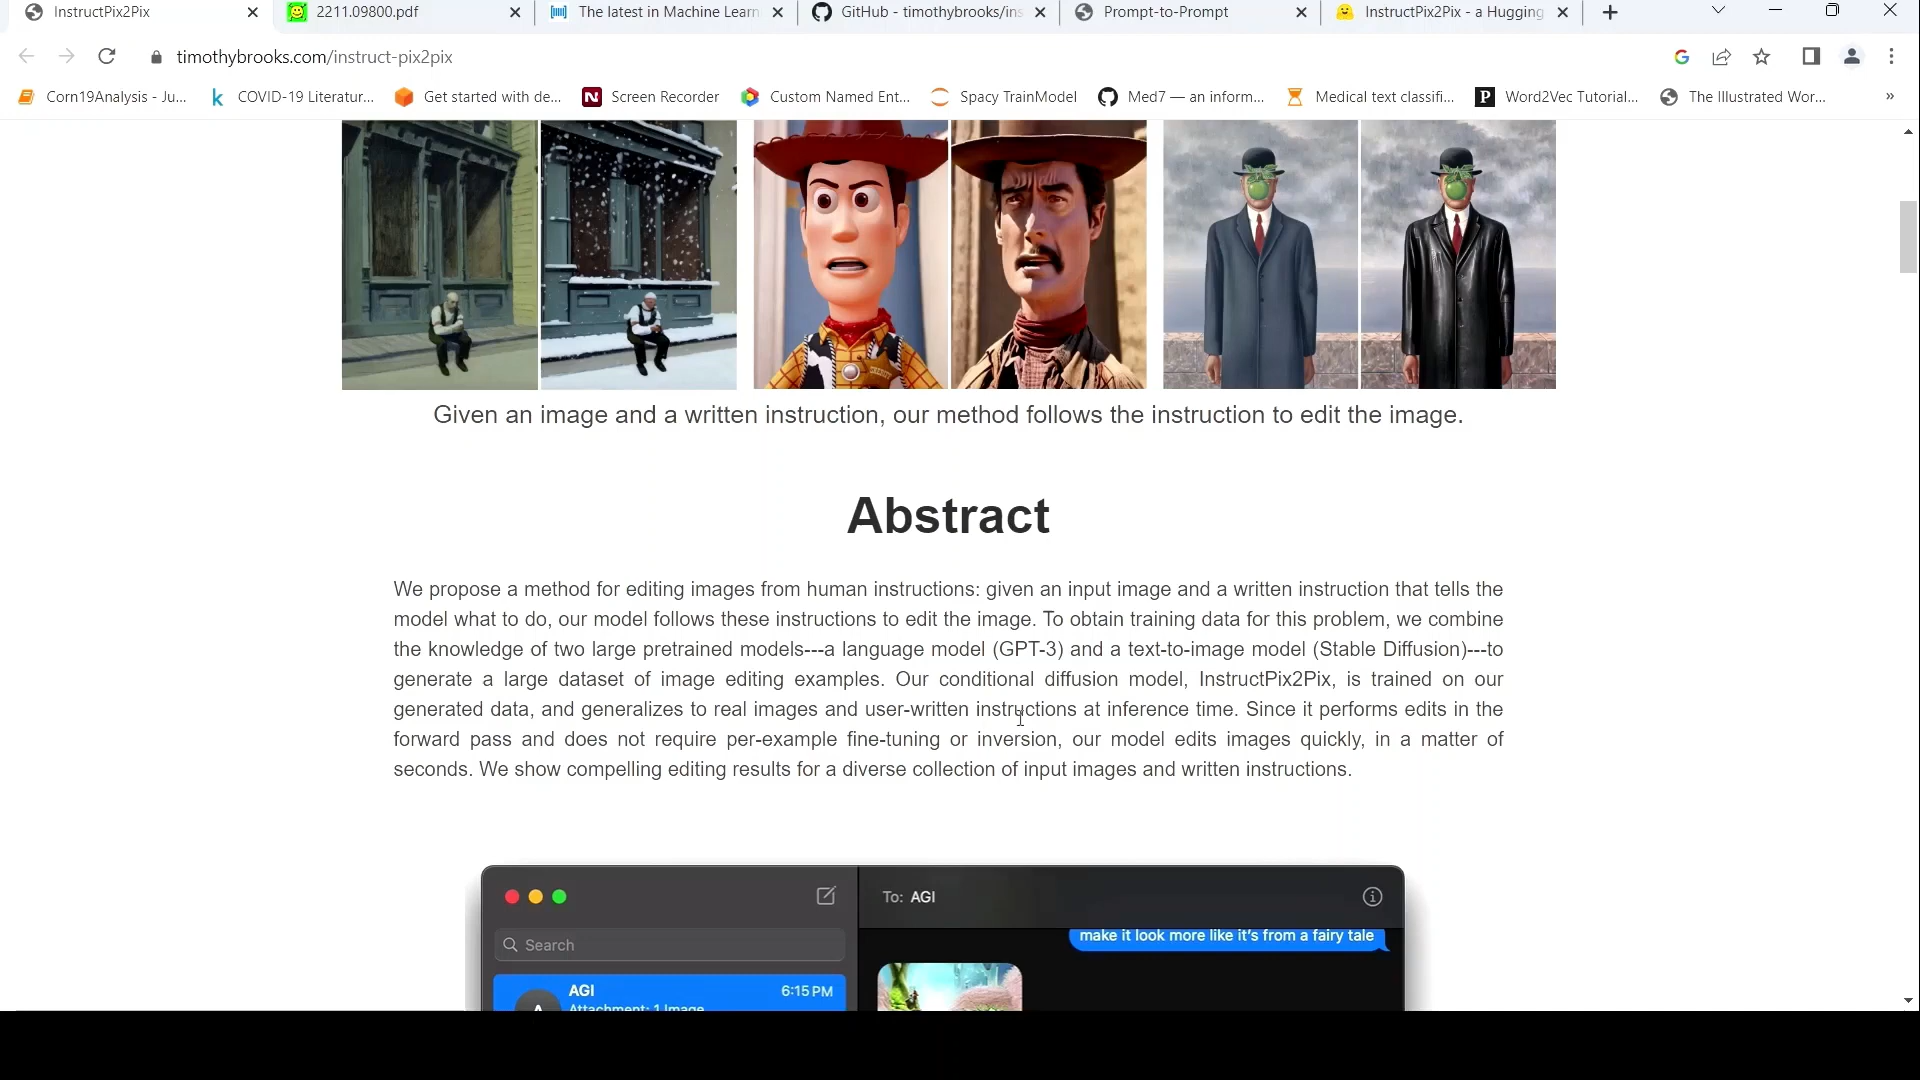 InstructPix2Pix
2211.09800.pdf
The latest in Machine Learn
GitHub - timothybrooks/ins
Prompt-to-Prompt
InstructPix2Pix - a Hugging
timothybrooks.com/instruct-pix2pix
Corn19Analysis - Ju...
COVID-19 Literatur...
Get started with de...
Screen Recorder
Custom Named Ent...
Spacy TrainModel
Med7 — an inform...
Medical text classifi...
Word2Vec Tutorial...
The Illustrated Wor...
»
Given an image and a written instruction, our method follows the instruction to edit the image.
Abstract
We propose a method for editing images from human instructions: given an input image and a written instruction that tells the
model what to do, our model follows these instructions to edit the image. To obtain training data for this problem, we combine
the knowledge of two large pretrained models---a language model (GPT-3) and a text-to-image model (Stable Diffusion)---to
generate a large dataset of image editing examples. Our conditional diffusion model, InstructPix2Pix, is trained on our
generated data, and generalizes to real images and user-written instructions at inference time. Since it performs edits in the
forward pass and does not require per-example fine-tuning or inversion, our model edits images quickly, in a matter of
seconds. We show compelling editing results for a diverse collection of input images and written instructions.
To: AGI
make it look more like it's from a fairy tale
Search
AGI
6:15 PM
Attachment: 1 Image